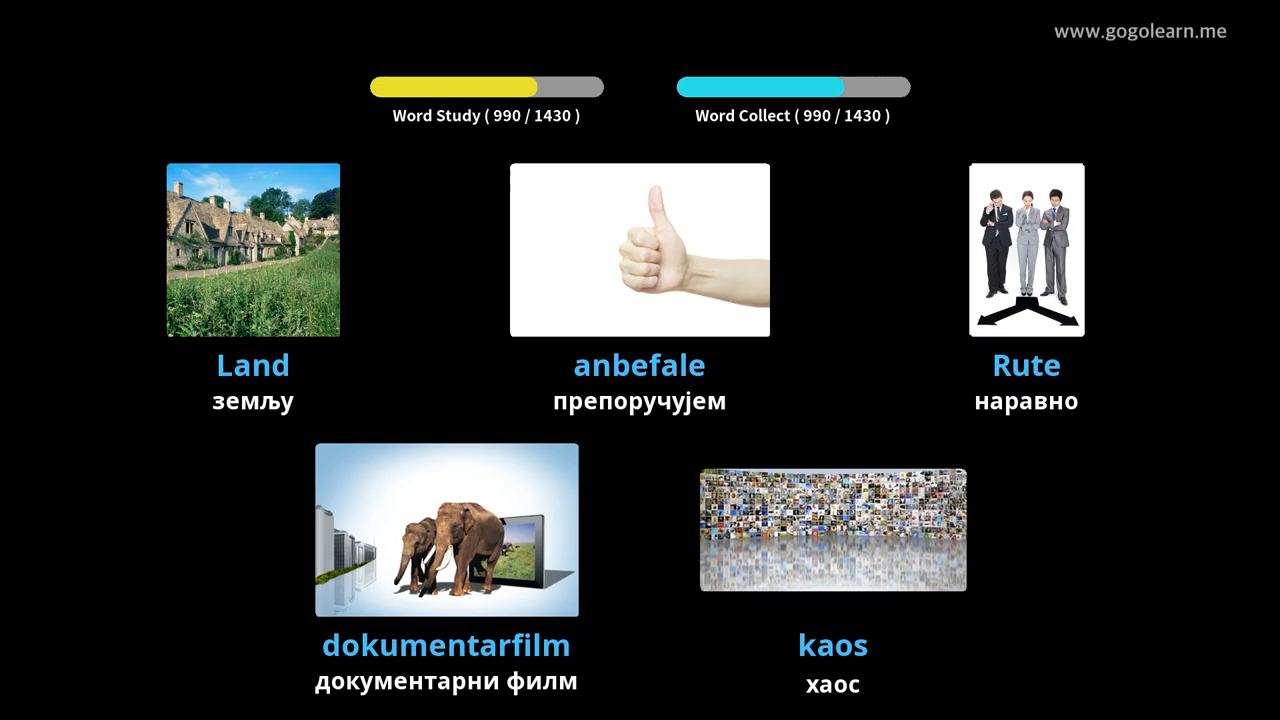 www.gogolearn.me
Word Study ( 990 / 1430 )
Word Collect ( 990 / 1430 )
Land
земљу
anbefale
препоручујем
Rute
наравно
dokumentarfilm
документарни филм
kaos
хаос